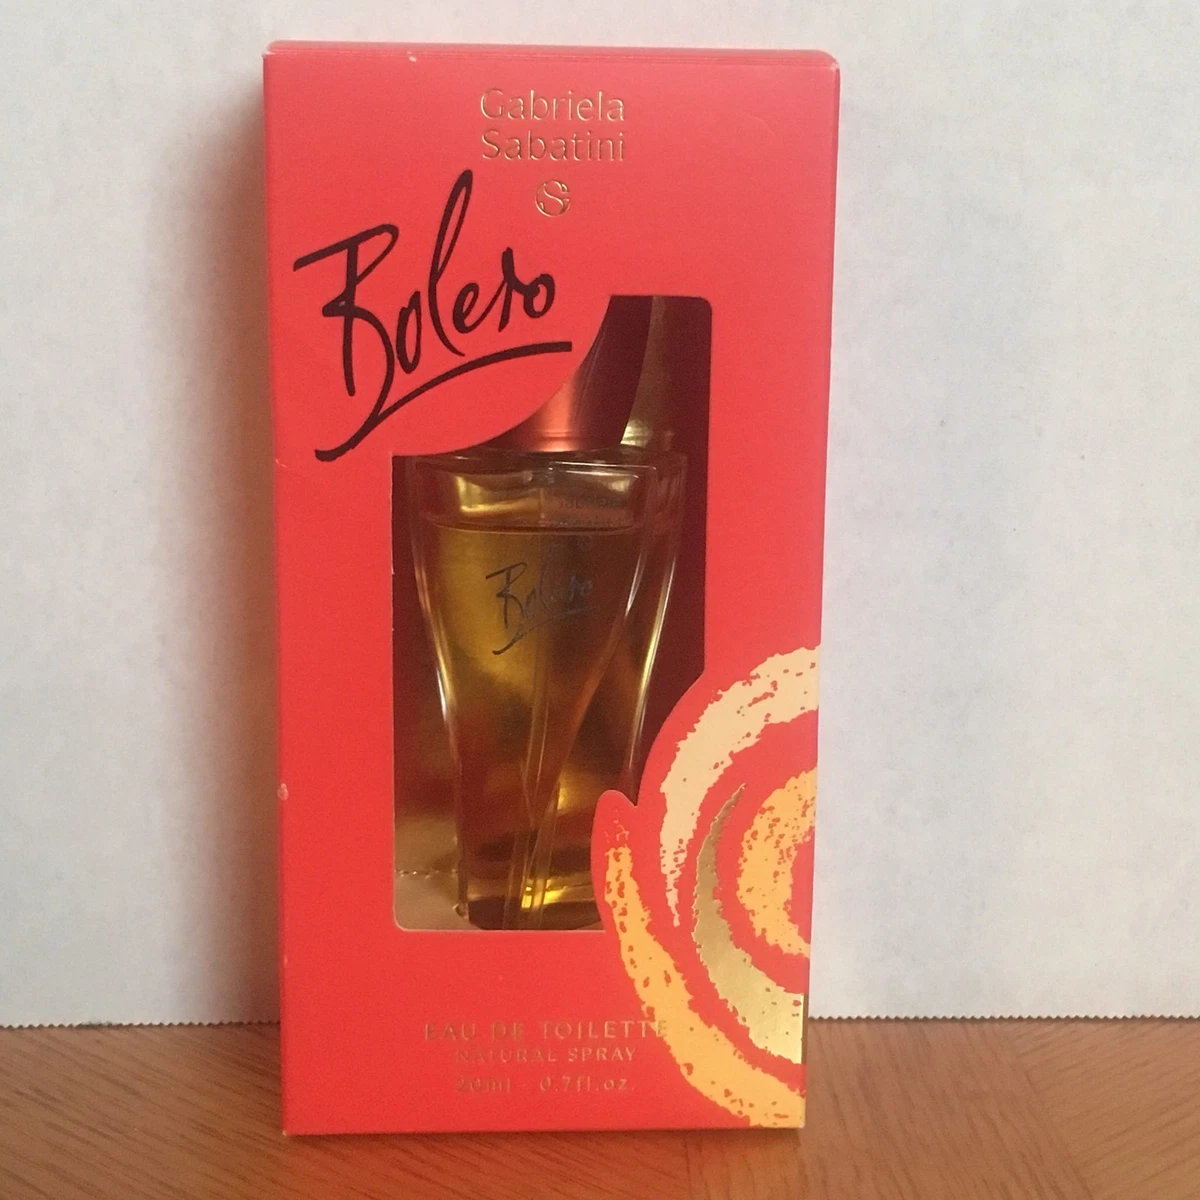 Gabriela
Sabatini
S
Bolero
Bolero
EAU DE TOILETTE
NATURAL SPRAY
20ml - 0.7fl.oz.